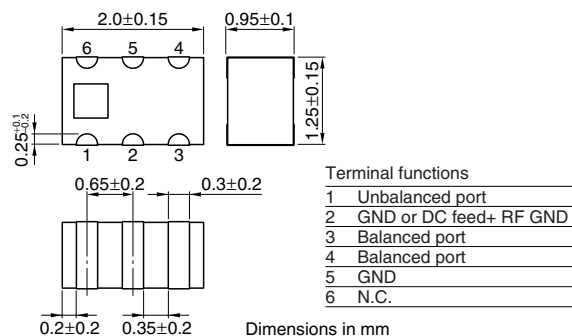 2.0±0.15
0.95±0.1
6 5 4
1.25±0.15
0.25+0.1 -0.2
1 2 3
0.65±0.2
0.3±0.2
0.2±0.2
0.35±0.2
Dimensions in mm
Terminal functions
1 Unbalanced port
2 GND or DC feed+ RF GND
3 Balanced port
4 Balanced port
5 GND
6 N.C.